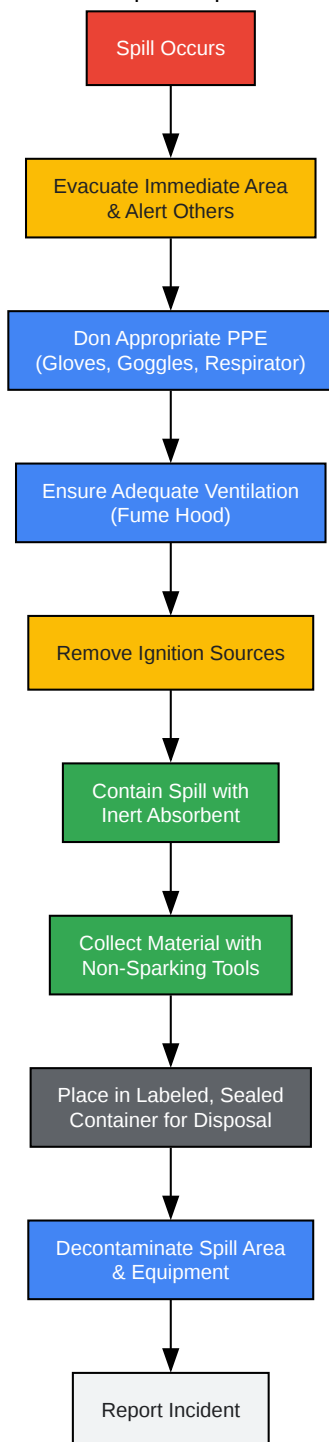 Spill Occurs
Evacuate Immediate Area
& Alert Others
Don Appropriate PPE
(Gloves, Goggles, Respirator)
Ensure Adequate Ventilation
(Fume Hood)
Remove Ignition Sources
Contain Spill with
Inert Absorbent
Collect Material with
Non-Sparking Tools
Place in Labeled, Sealed
Container for Disposal
Decontaminate Spill Area
& Equipment
Report Incident